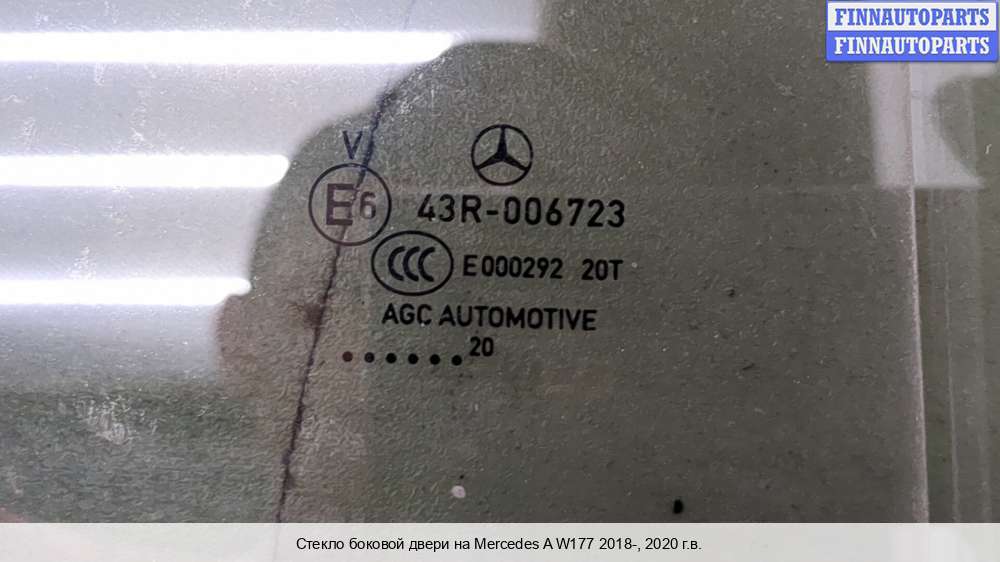 FINNAUTOPARTS
FINNAUTOPARTS
V
E6 43R-006723
CCC E000292 20T
AGC AUTOMOTIVE
...... 20
Стекло боковой двери на Mercedes A W177 2018-, 2020 г.в.